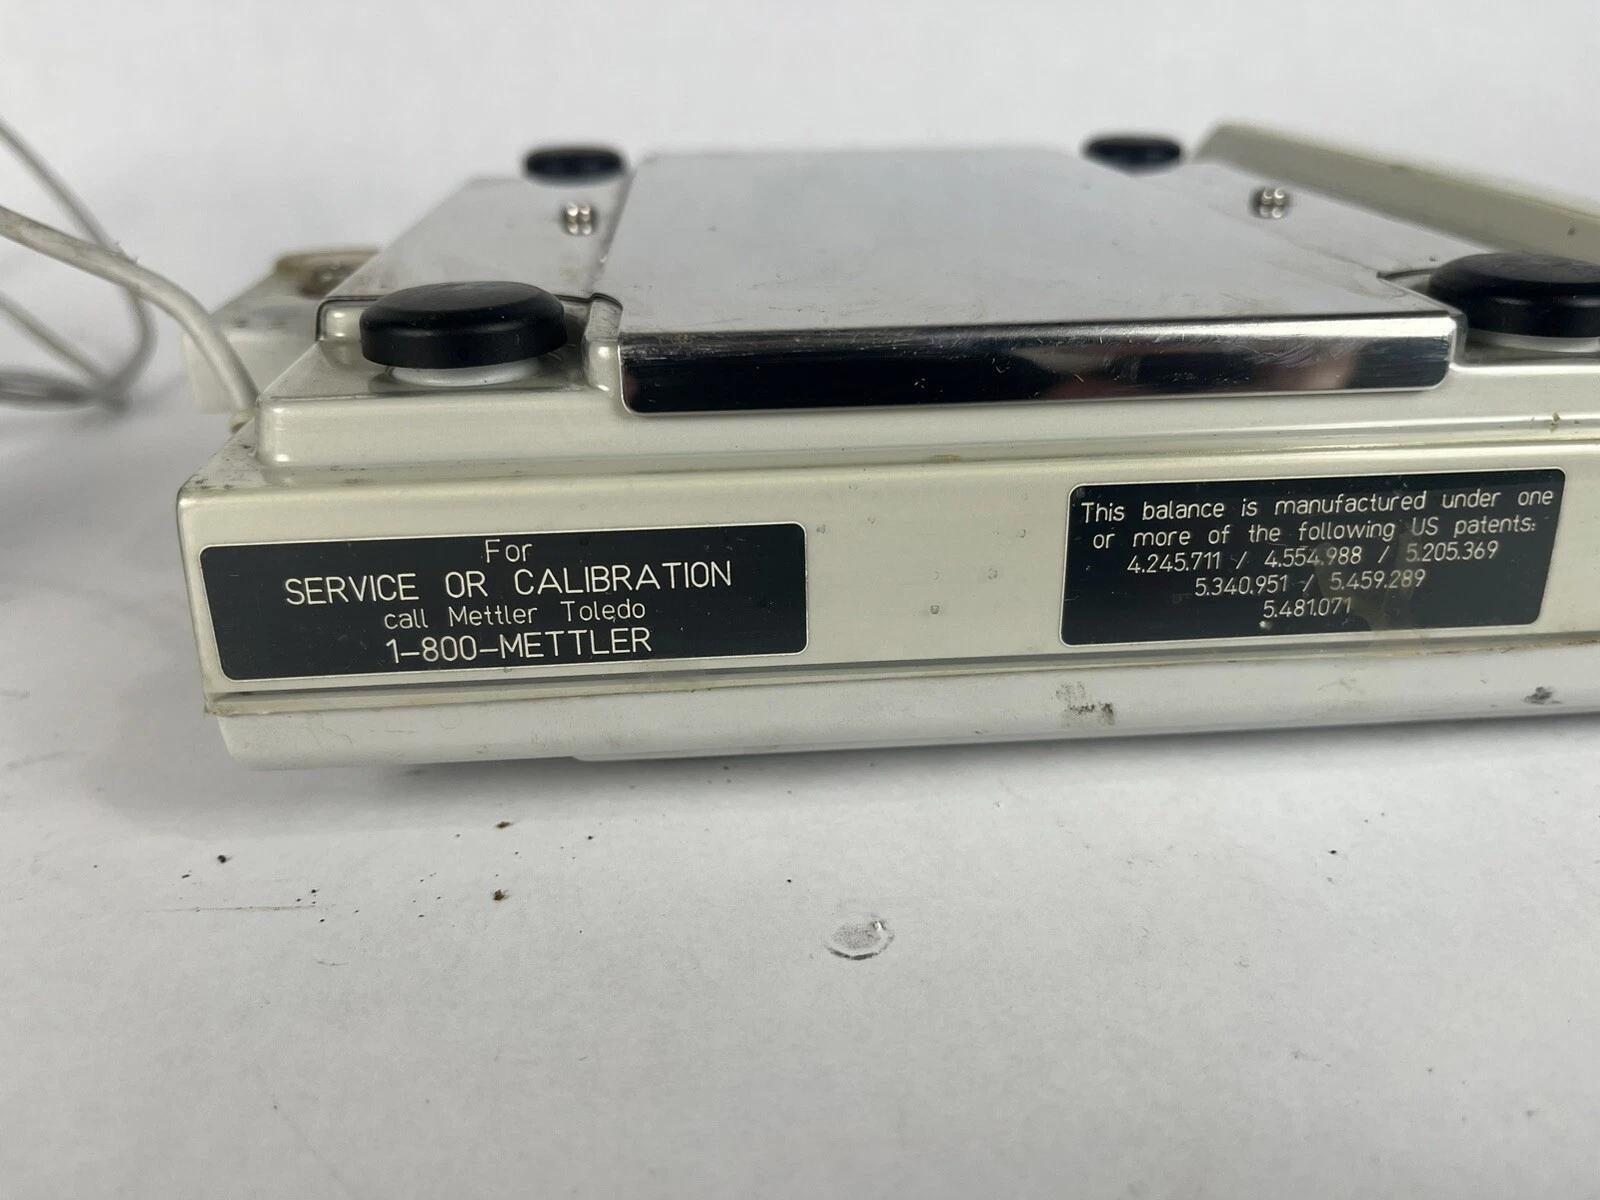 For
SERVICE OR CALIBRATION
call Mettler Toledo
1-800-METTLER
This balance is manufactured under one
or more of the following US patents:
4.245.711 / 4.554.988 / 5.205.369
5.340.951 / 5.459.289
5.481.071